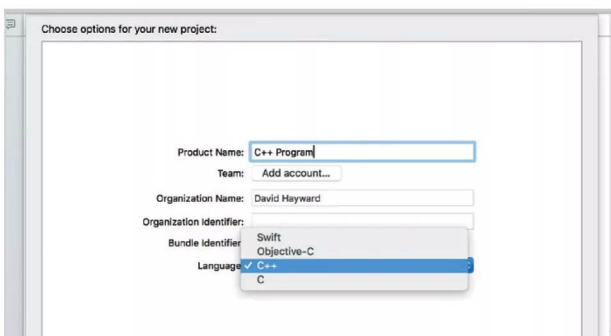 Choose options for your new project:
Product Name: C++ Program
Team: Add account...
Organization Name: David Hayward
Organization Identifier:
Bundle Identifier
Swift
Objective-C
Language ✓ C++
C